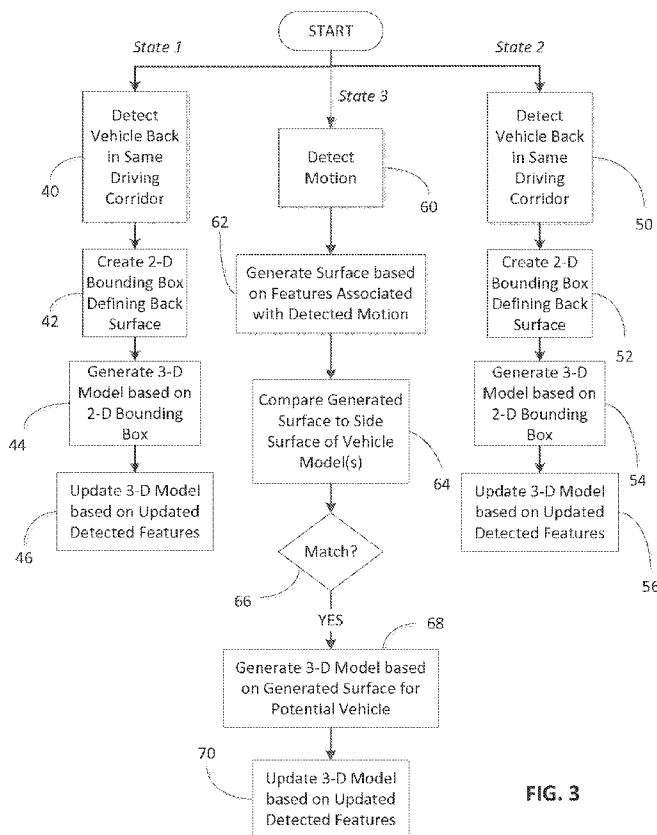 START
State 1
State 2
State 3
Detect
Vehicle Back
in Same
Driving
Corridor
40
Create 2-D
Bounding Box
Defining Back
Surface
42
Generate 3-D
Model based on
2-D Bounding
Box
44
Update 3-D Model
based on Updated
Detected Features
46
Detect
Motion
60
62
Generate Surface based
on Features Associated
with Detected Motion
Compare Generated
Surface to Side
Surface of Vehicle
Model(s)
64
Match?
66
YES
68
Generate 3-D Model based
on Generated Surface for
Potential Vehicle
70
Update 3-D Model
based on Updated
Detected Features
Detect
Vehicle Back
in Same
Driving
Corridor
50
Create 2-D
Bounding Box
Defining Back
Surface
52
Generate 3-D
Model based on
2-D Bounding Box
54
Update 3-D Model
based on Updated
Detected Features
56
FIG. 3